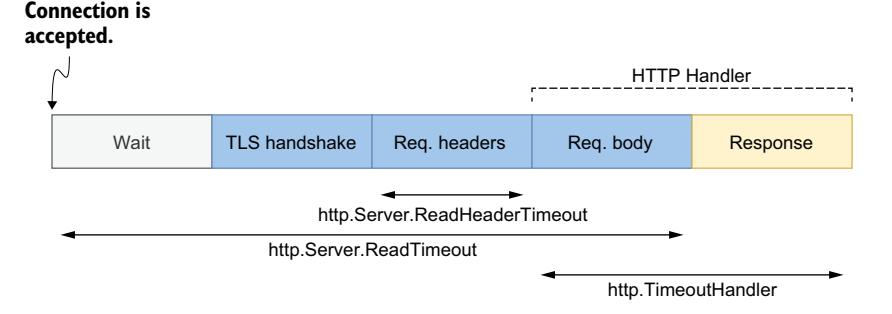 Connection is
accepted.
HTTP Handler
Wait
TLS handshake
Req. headers
Req. body
Response
http.Server.ReadHeaderTimeout
http.Server.ReadTimeout
http.TimeoutHandler